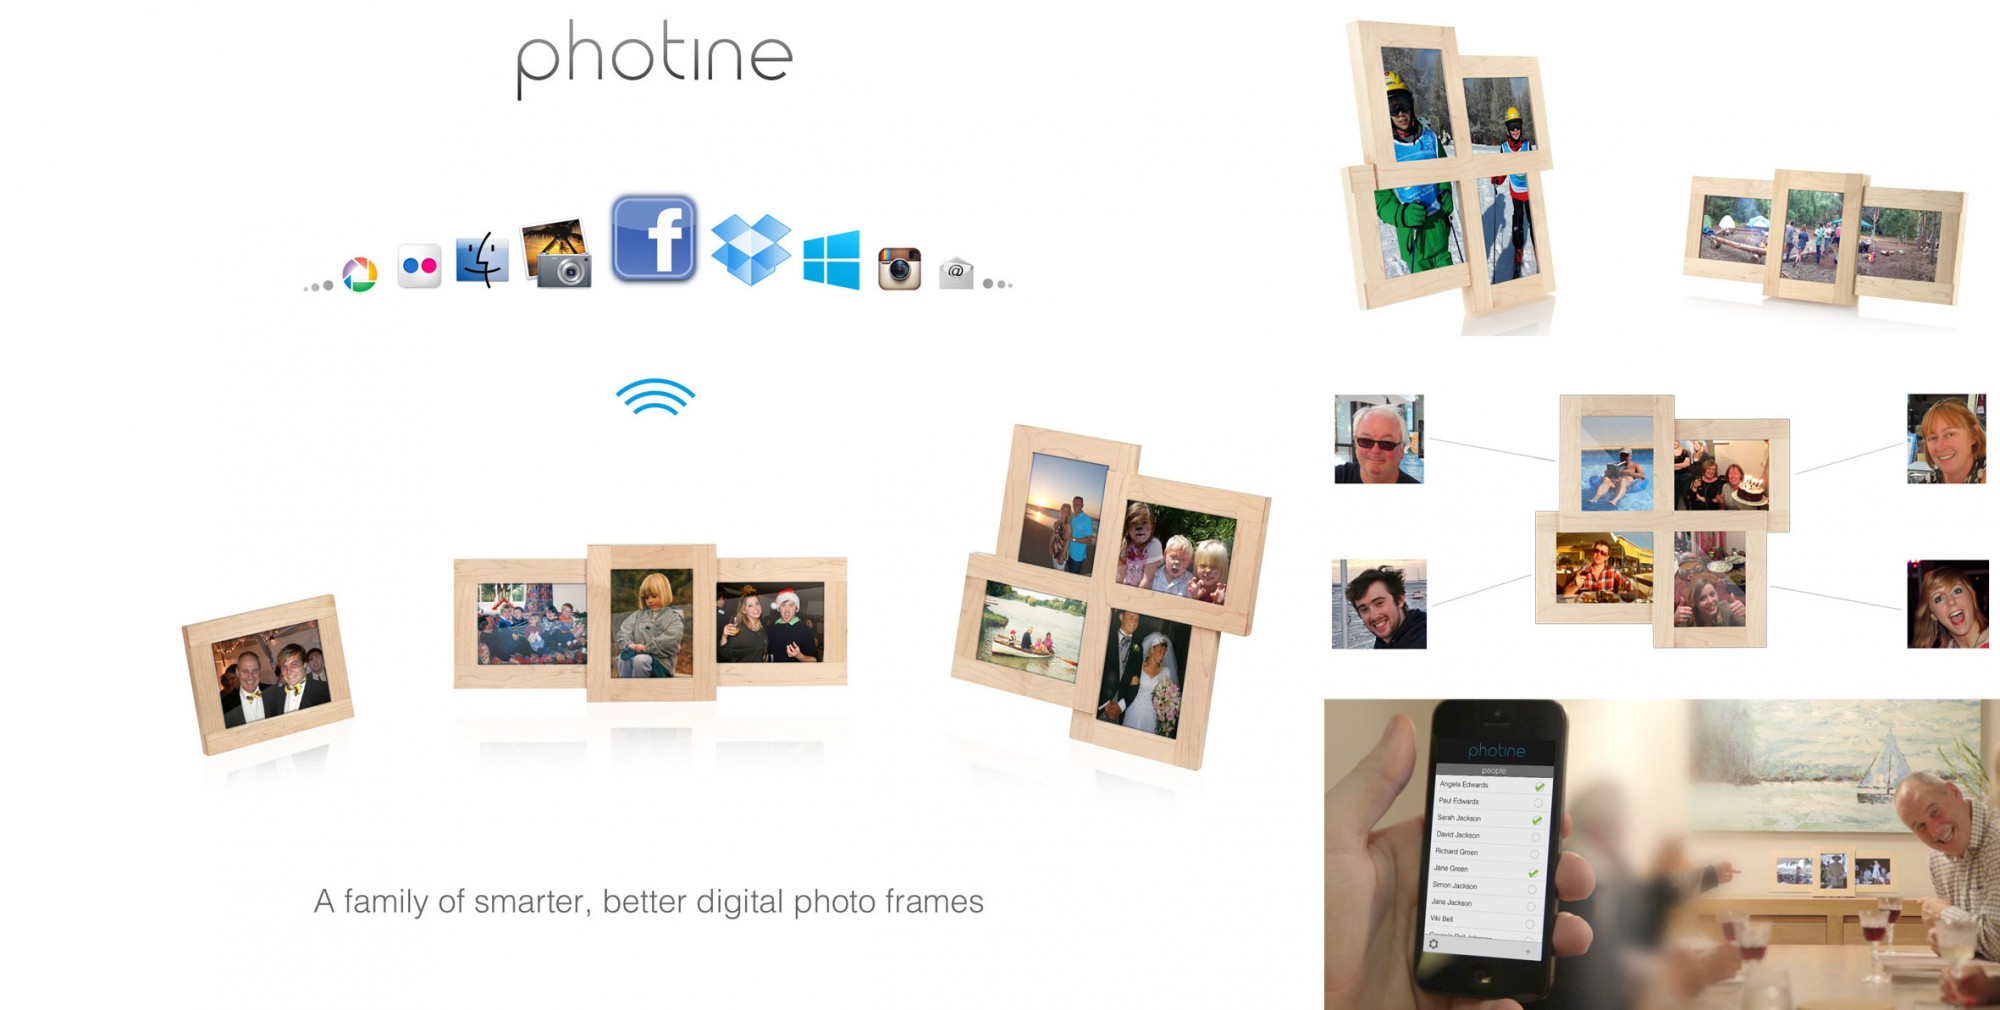 photine
f
@
A family of smarter, better digital photo frames
photine
people
Angela Edwards
Paul Edwards
Sarah Jackson
David Jackson
Richard Green
Jane Green
Simon Jackson
Jane Jackson
Viki Bell